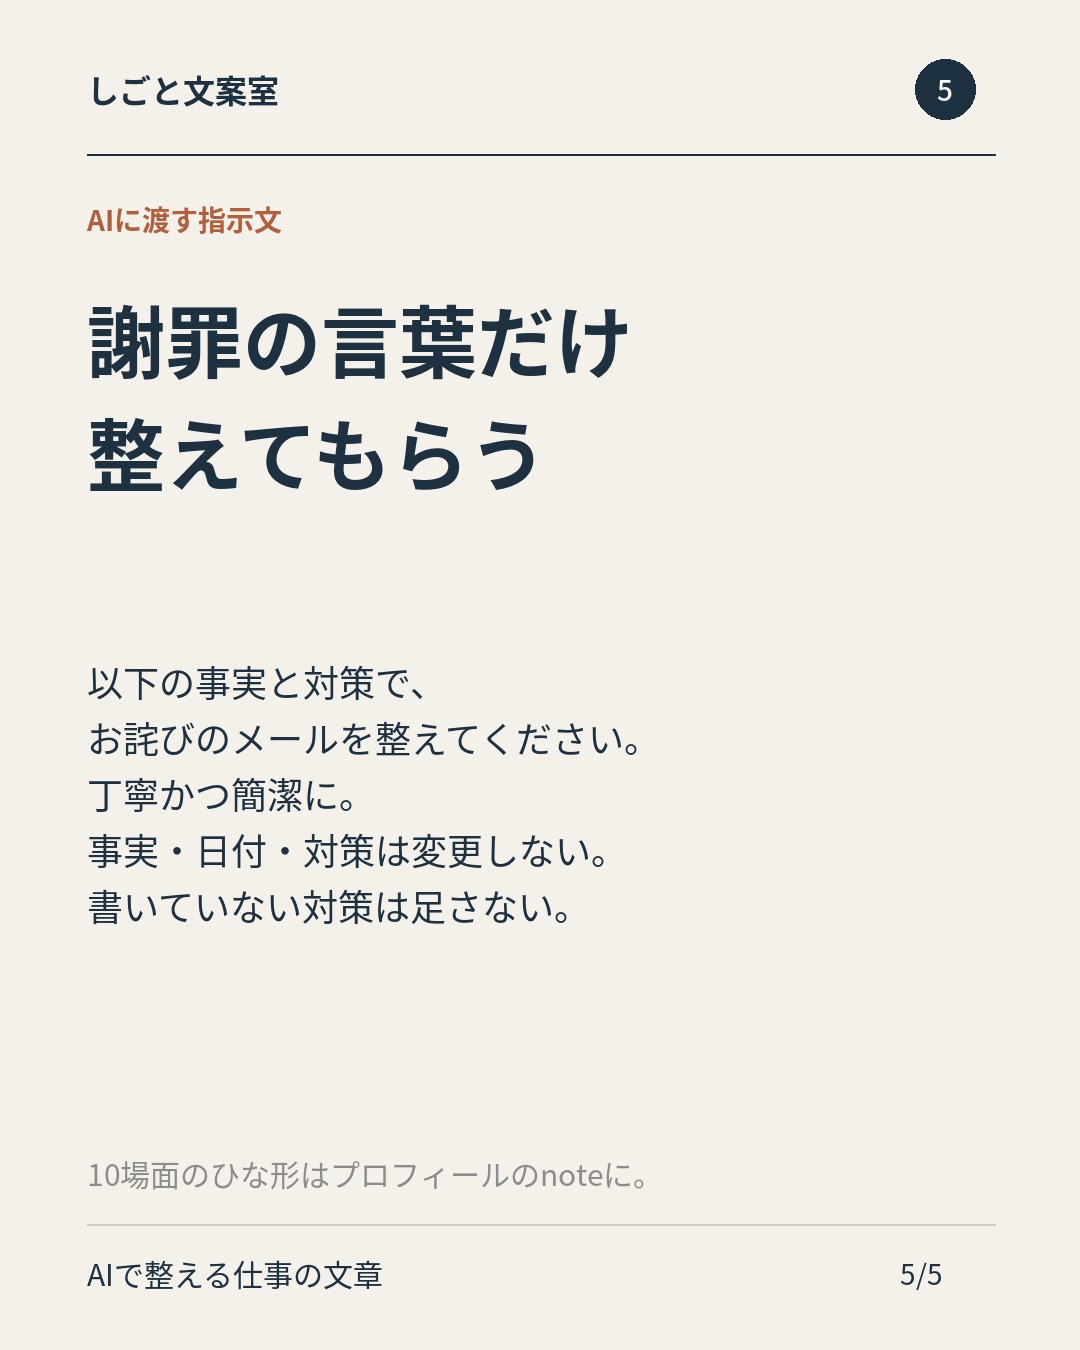 しごと文案室
5
AIに渡す指示文
謝罪の言葉だけ
整えてもらう
以下の事実と対策で、
お詫びのメールを整えてください。
丁寧かつ簡潔に。
事実・日付・対策は変更しない。
書いていない対策は足さない。
10場面のひな形はプロフィールのnoteに。
AIで整える仕事の文章
5/5